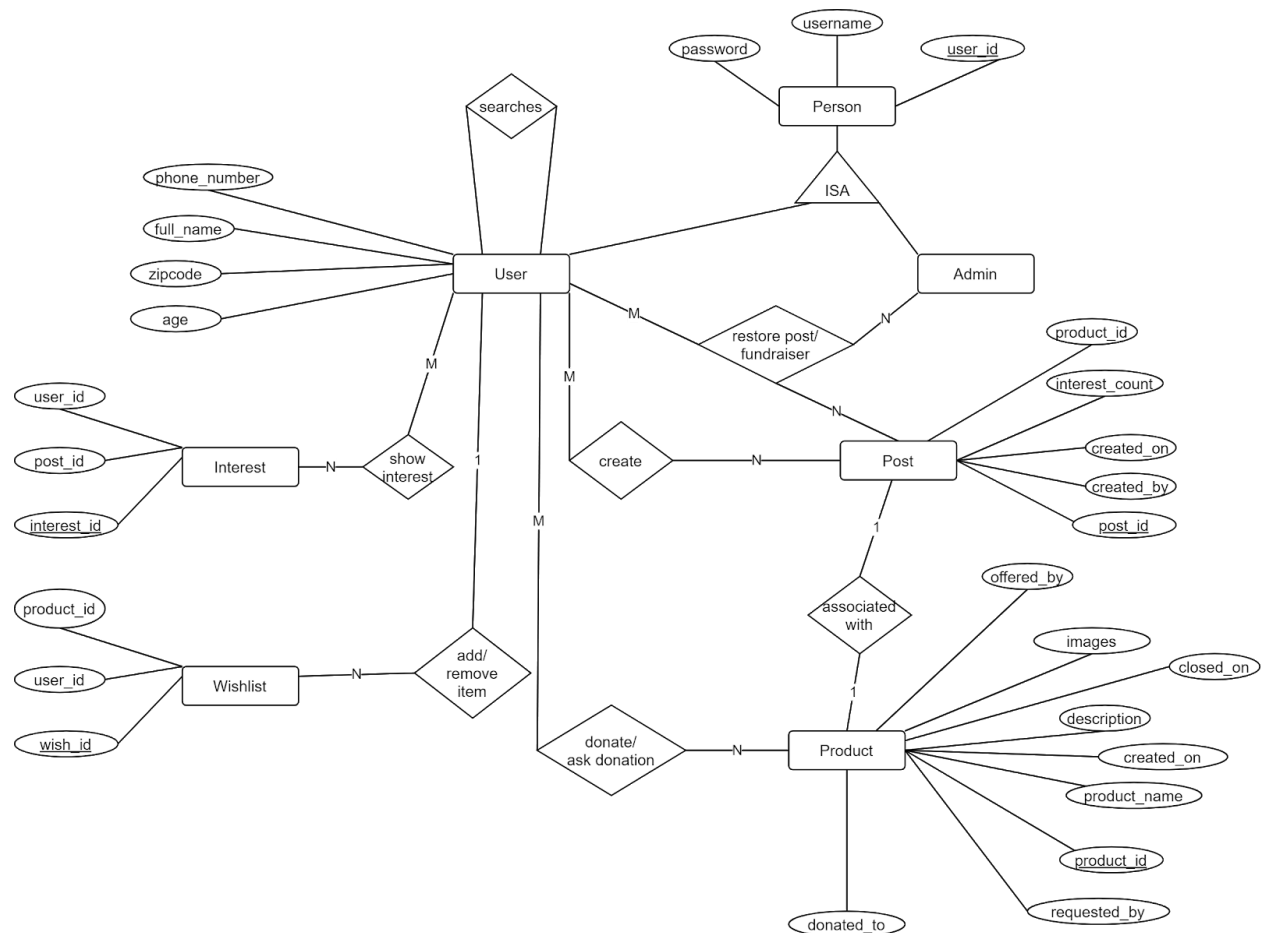 username
password
user_id
Person
searches
ISA
phone_number
full_name
zipcode
age
User
Admin
M
restore post/
fundraiser
N
product_id
interest_count
created_on
created_by
post_id
M
M
N
user_id
post_id
interest_id
Interest
N
show
interest
1
create
N
Post
M
1
offered_by
associated
with
images
closed_on
description
created_on
product_name
product_id
requested_by
donated_to
1
Product
product_id
user_id
wish_id
Wishlist
N
add/
remove
item
donate/
ask donation
N